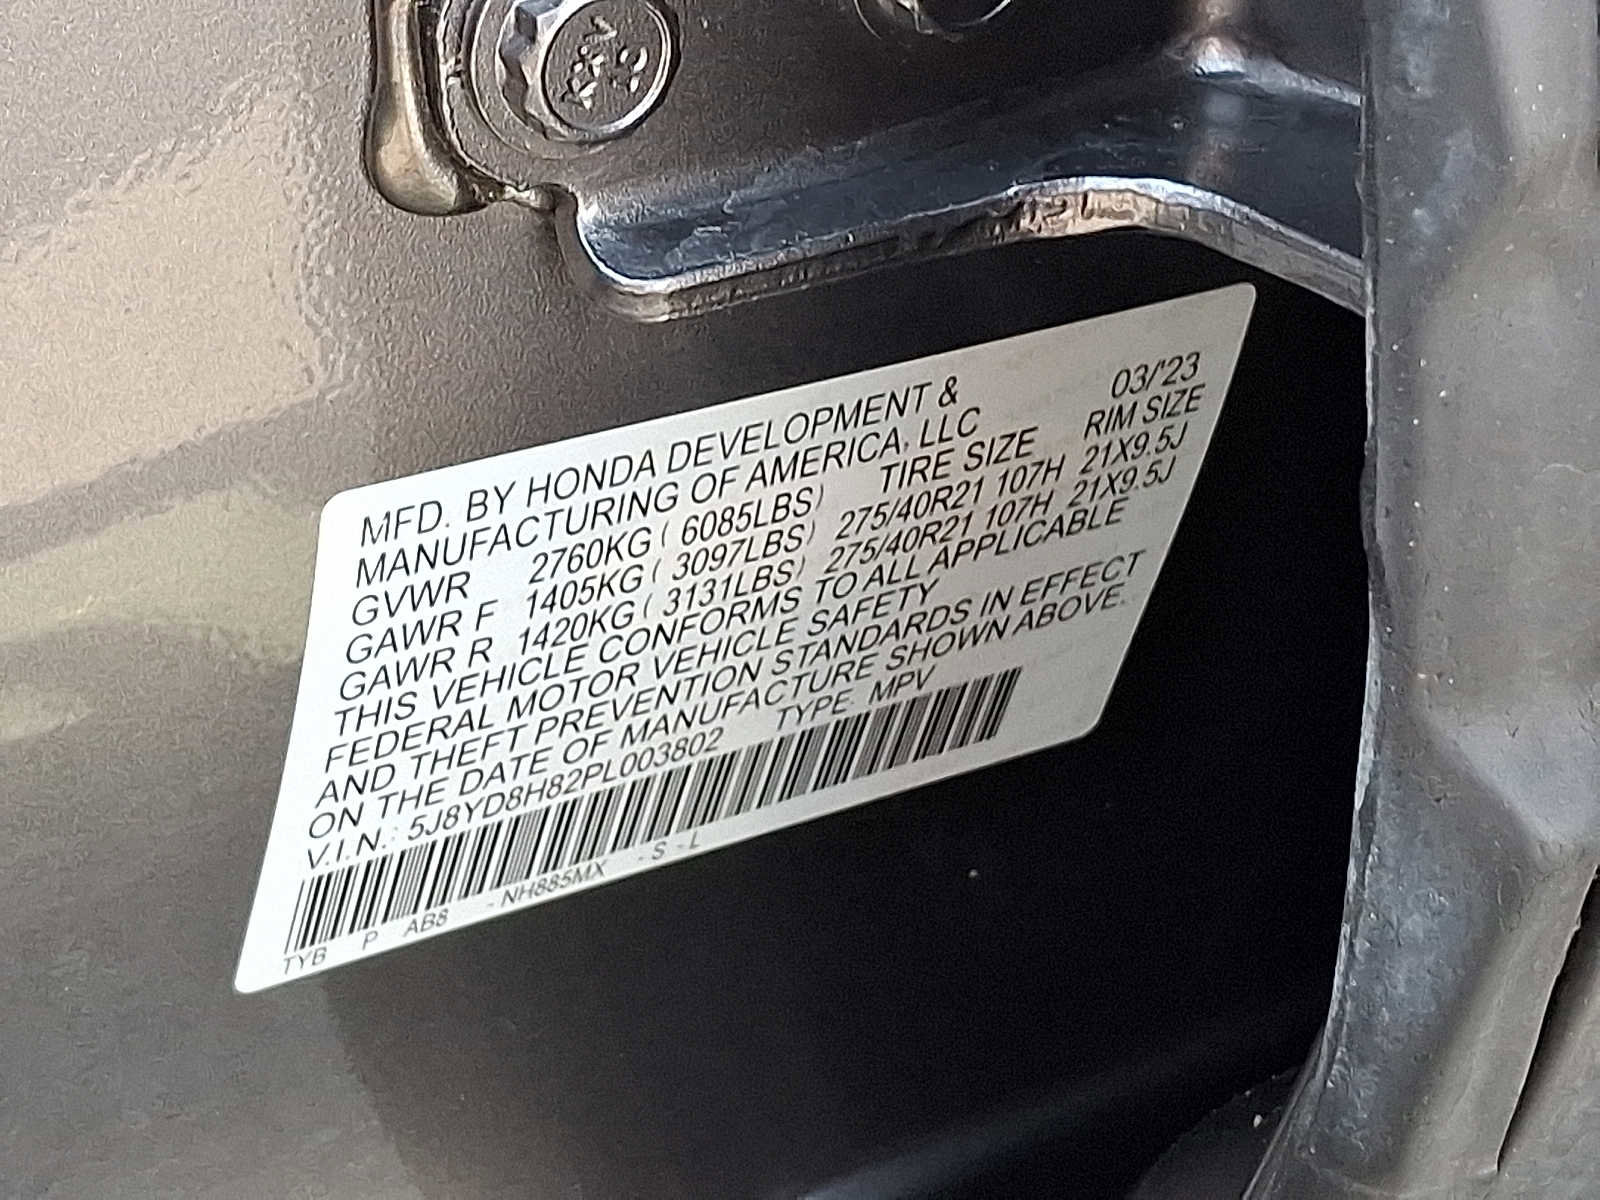 MFD. BY HONDA DEVELOPMENT &
MANUFACTURING OF AMERICA, LLC 03/'23
GVWR 2760KG ( 6085LBS) TIRE SIZE RIM SIZE
GAWR F 1405KG ( 3097LBS) 275/40R21 107H 21X9.5J
GAWR R 1420KG ( 3131LBS) 275/40R21 107H 21X9.5J
THIS VEHICLE CONFORMS TO ALL APPLICABLE
FEDERAL MOTOR VEHICLE SAFETY
AND THEFT PREVENTION STANDARDS IN EFFECT
ON THE DATE OF MANUFACTURE SHOWN ABOVE.
V.I.N.: 5J8YD8H82PL003802 TYPE: MPV
TYB P AB8 - NH885MX - S - L